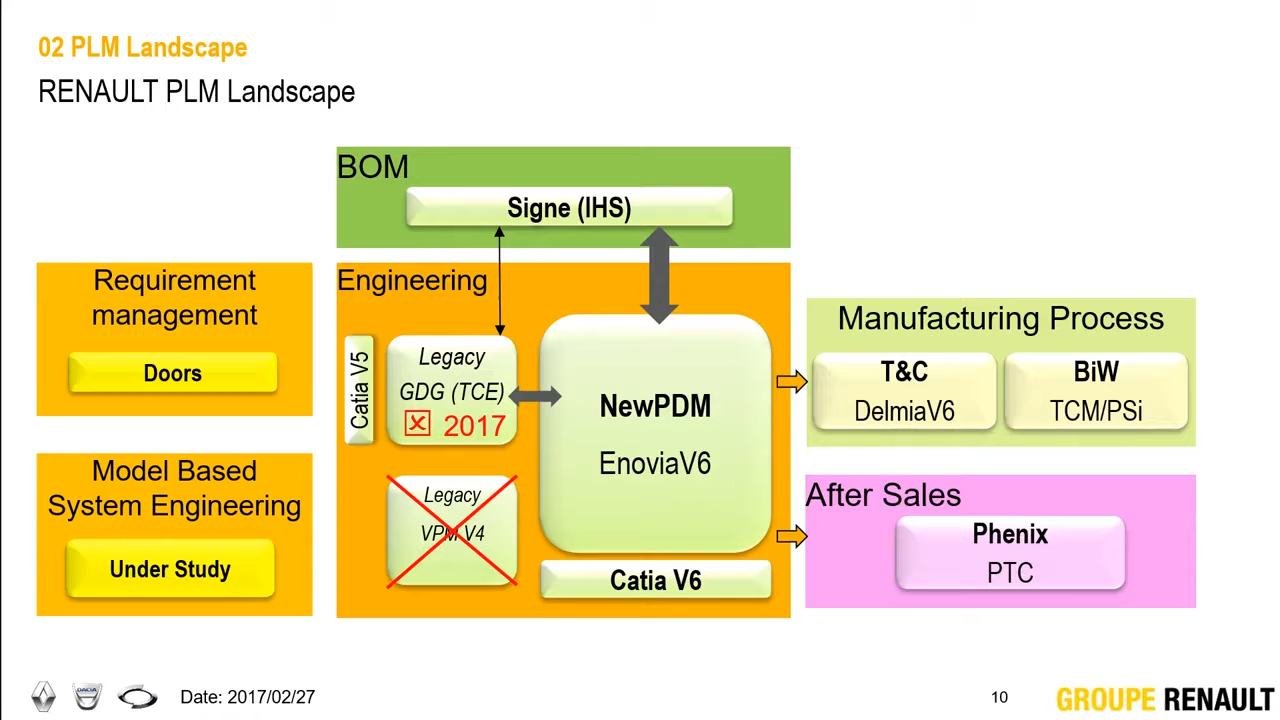 02 PLM Landscape
RENAULT PLM Landscape
BOM
Signe (IHS)
Requirement
management
Doors
Model Based
System Engineering
Under Study
Engineering
Catia V5
Legacy
GDG (TCE)
2017
Legacy
VPM V4
NewPDM
EnoviaV6
Catia V6
Manufacturing Process
T&C
DelmiaV6
BiW
TCM/PSi
After Sales
Phenix
PTC
DACIA
Date: 2017/02/27
10
GROUPE RENAULT